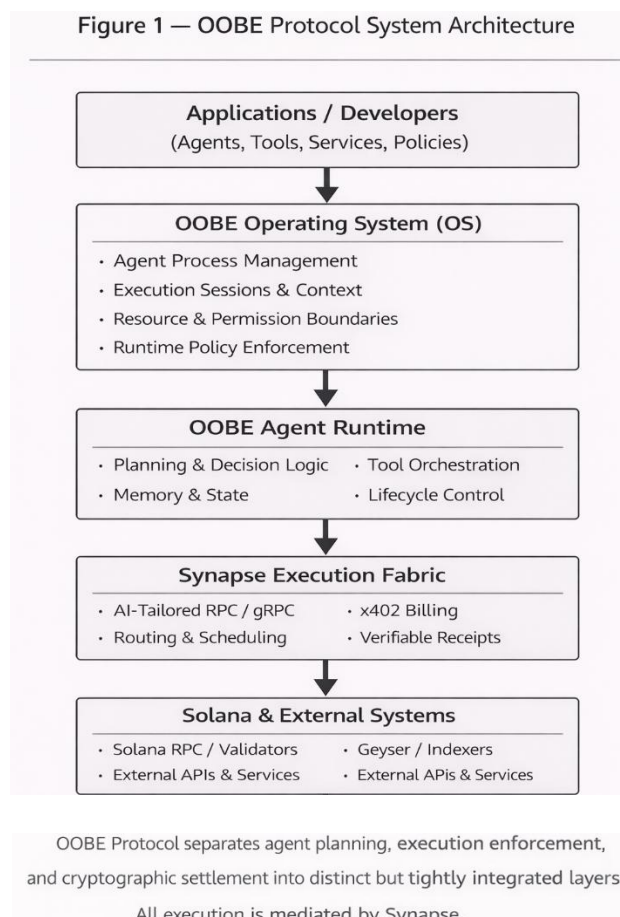 Figure 1 — OOBE Protocol System Architecture
Applications / Developers
(Agents, Tools, Services, Policies)
OOBE Operating System (OS)
· Agent Process Management
· Execution Sessions & Context
· Resource & Permission Boundaries
· Runtime Policy Enforcement
OOBE Agent Runtime
· Planning & Decision Logic · Tool Orchestration
· Memory & State · Lifecycle Control
Synapse Execution Fabric
· AI-Tailored RPC / gRPC · x402 Billing
· Routing & Scheduling · Verifiable Receipts
Solana & External Systems
· Solana RPC / Validators · Geyser / Indexers
· External APIs & Services · External APis & Services
OOBE Protocol separates agent planning, execution enforcement,
and cryptographic settlement into distinct but tightly integrated layers
All execution is mediated by Synapse